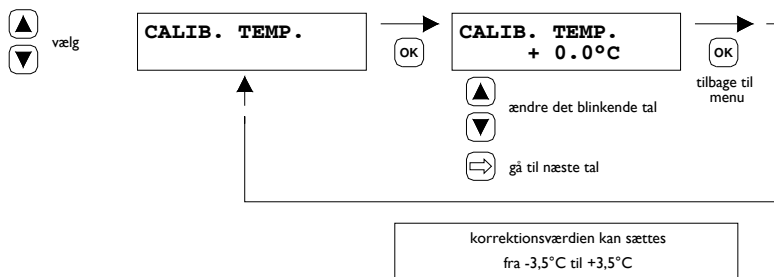 vælg
CALIB. TEMP.
OK
CALIB. TEMP.
+ 0.0ºC
OK
tilbage til
menu
ændre det blinkende tal
gå til næste tal
korrektionsværdien kan sættes
fra -3,5°C til +3,5°C